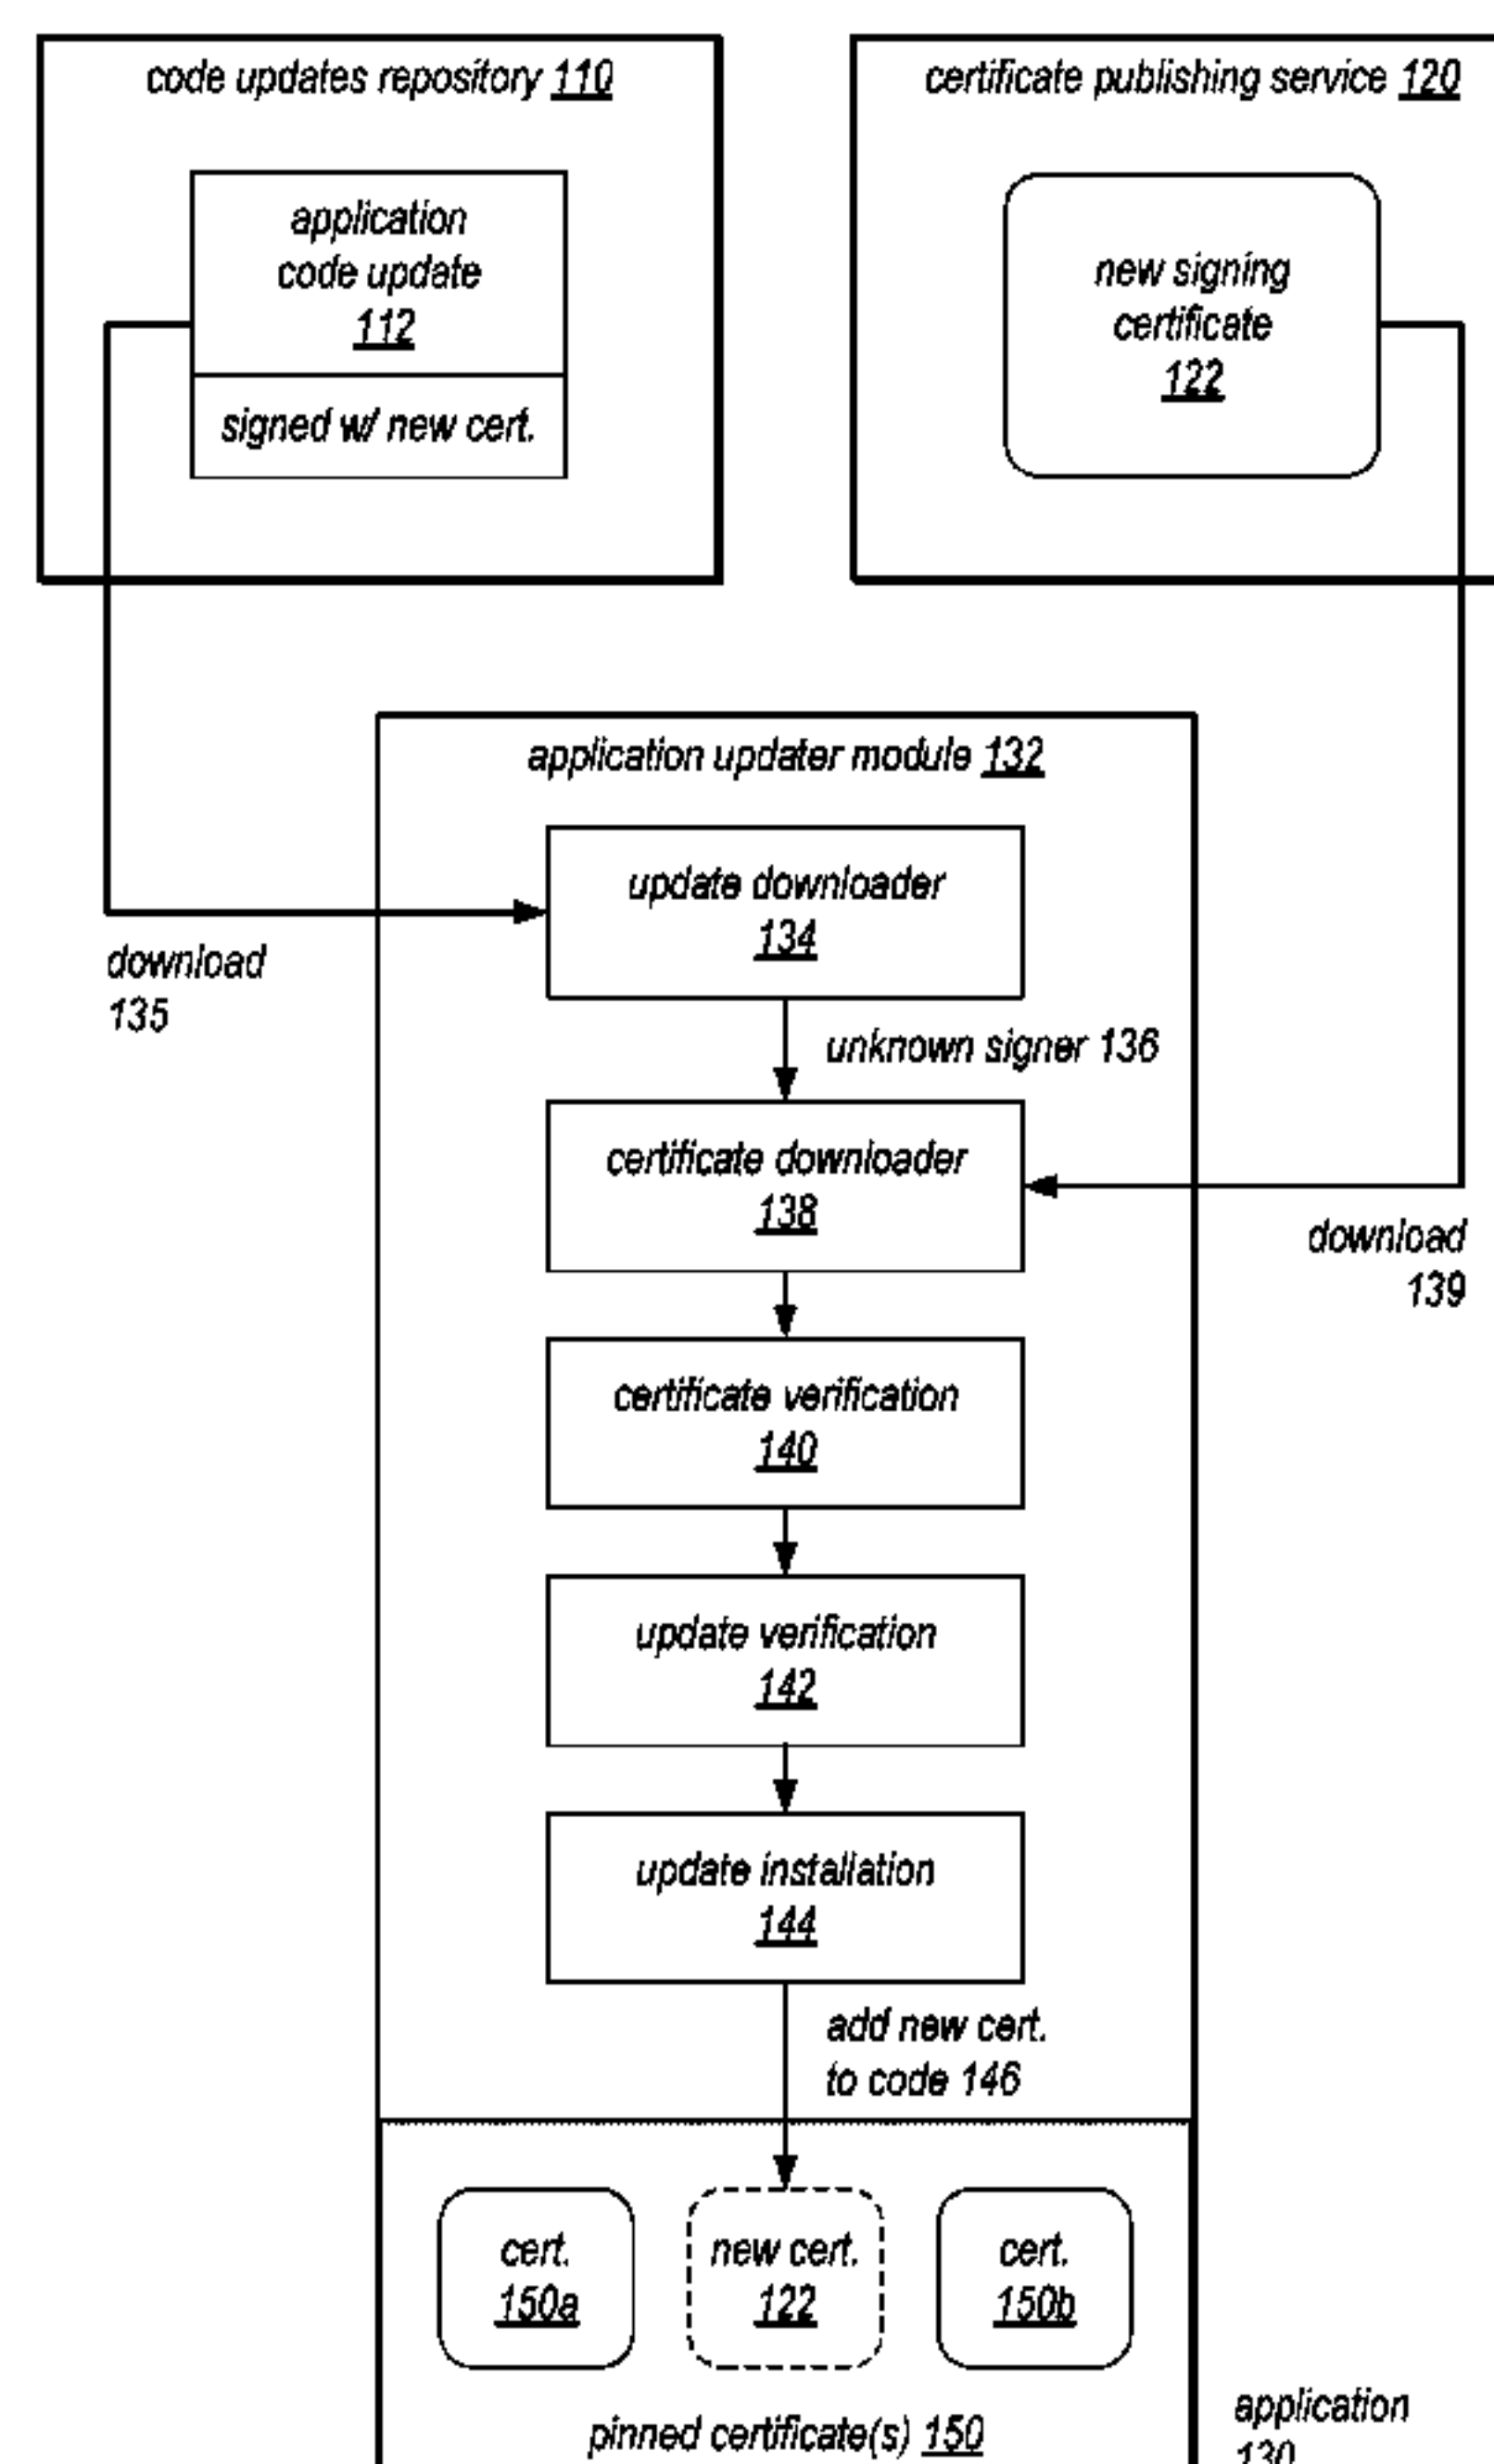 code updates repository 110
application
code update
112
signed w/ new cert.
certificate publishing service 120
new signing
certificate
122
application updater module 132
update downloader
134
download
135
unknown signer 136
certificate downloader
138
download
139
certificate verification
140
update verification
142
update installation
144
add new cert.
to code 146
cert.
150a
new cert.
122
cert.
150b
pinned certificate(s) 150
application
130